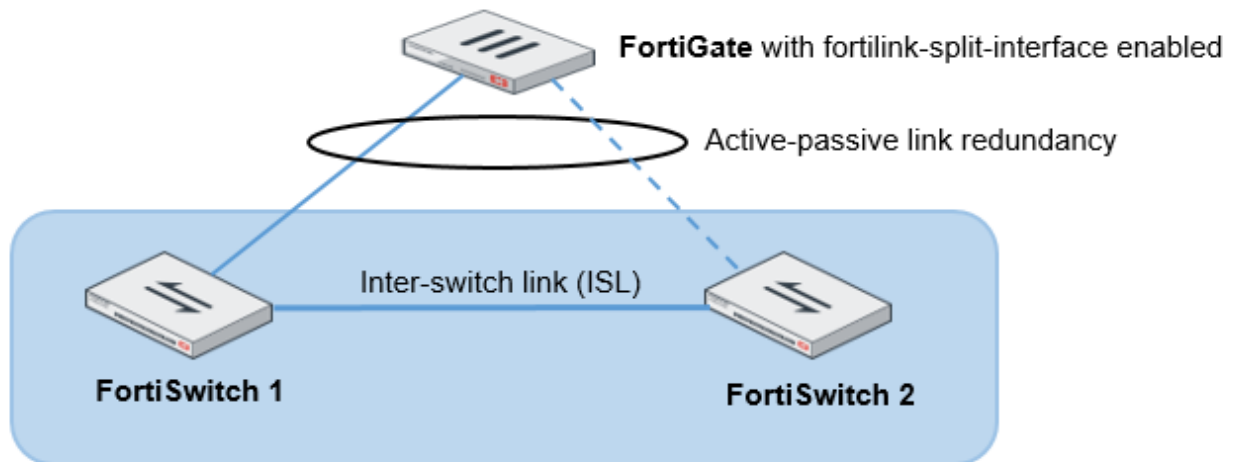 FortiGate with fortilink-split-interface enabled
Active-passive link redundancy
Inter-switch link (ISL)
FortiSwitch 1
FortiSwitch 2